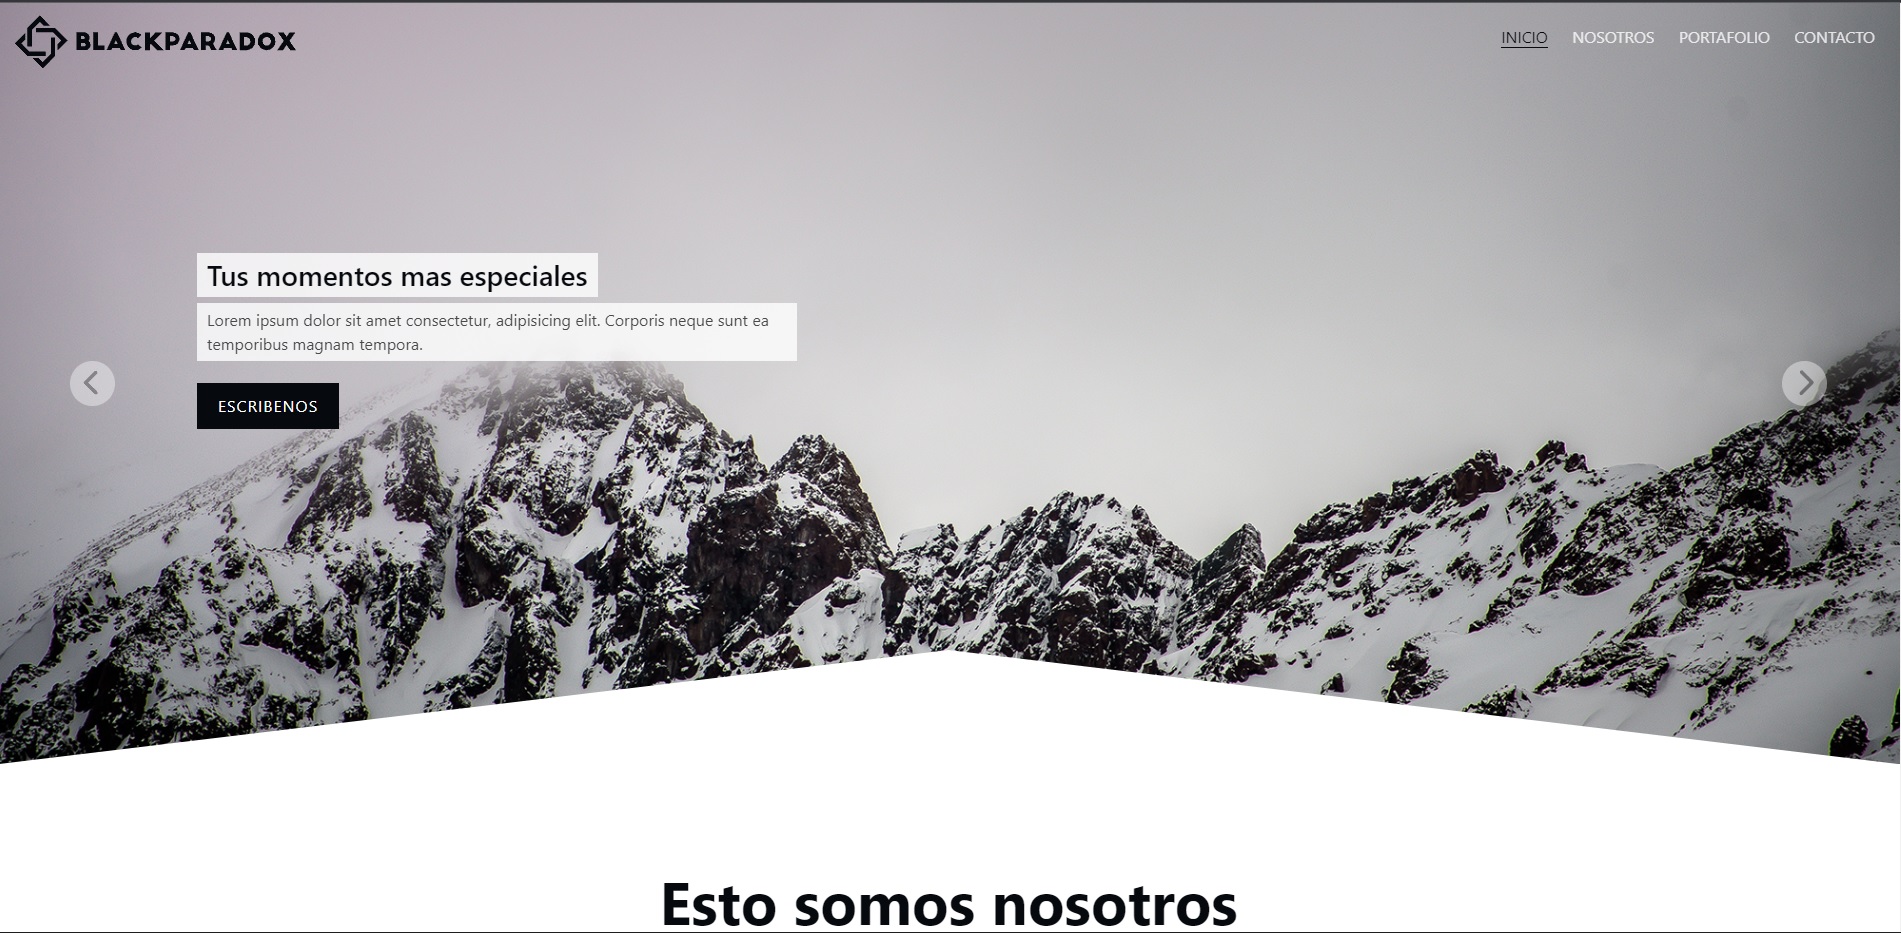 BLACKPARADOX
INICIO NOSOTROS PORTAFOLIO CONTACTO
Tus momentos mas especiales
Lorem ipsum dolor sit amet consectetur, adipisicing elit. Corporis neque sunt ea
temporibus magnam tempora.
ESCRIBENOS
Esto somos nosotros